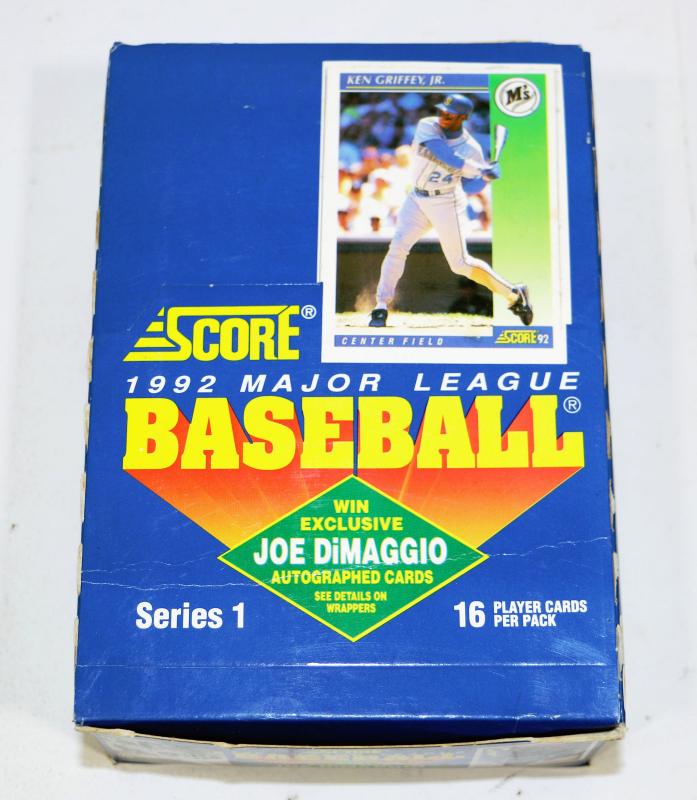 KEN GRIFFEY, JR.
M's
24
CENTER FIELD
SCORE 92
SCORE®
1992 MAJOR LEAGUE
BASEBALL®
WIN
EXCLUSIVE
JOE DiMAGGIO
AUTOGRAPHED CARDS
SEE DETAILS ON
WRAPPERS
Series 1
16 PLAYER CARDS
PER PACK
BASEBALL